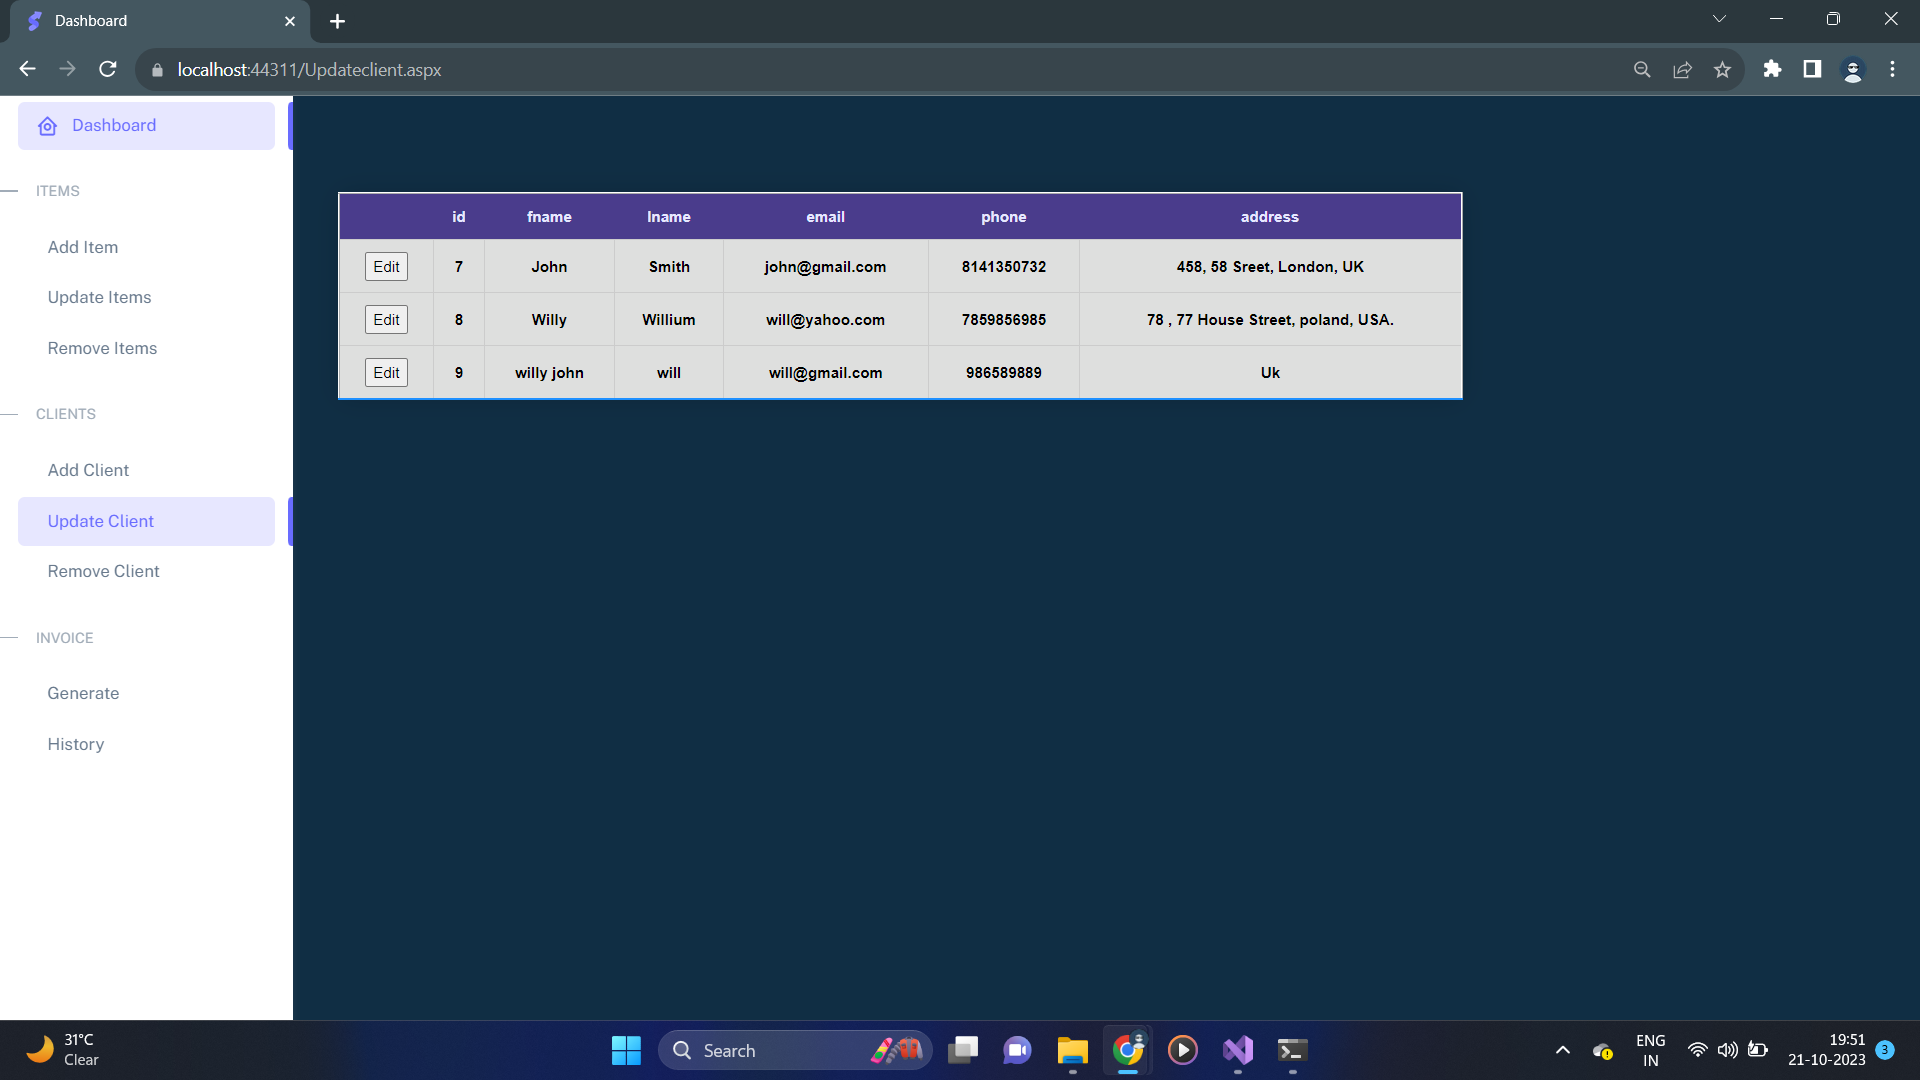 Dashboard
localhost:44311/Updateclient.aspx
Dashboard
ITEMS
Add Item
Update Items
Remove Items
CLIENTS
Add Client
Update Client
Remove Client
INVOICE
Generate
History
id fname lname email phone address
Edit 7 John Smith john@gmail.com 8141350732 458, 58 Sreet, London, UK
Edit 8 Willy Willium will@yahoo.com 7859856985 78 , 77 House Street, poland, USA.
Edit 9 willy john will will@gmail.com 986589889 Uk
31°C
Clear
Search
ENG
IN
19:51
21-10-2023
3